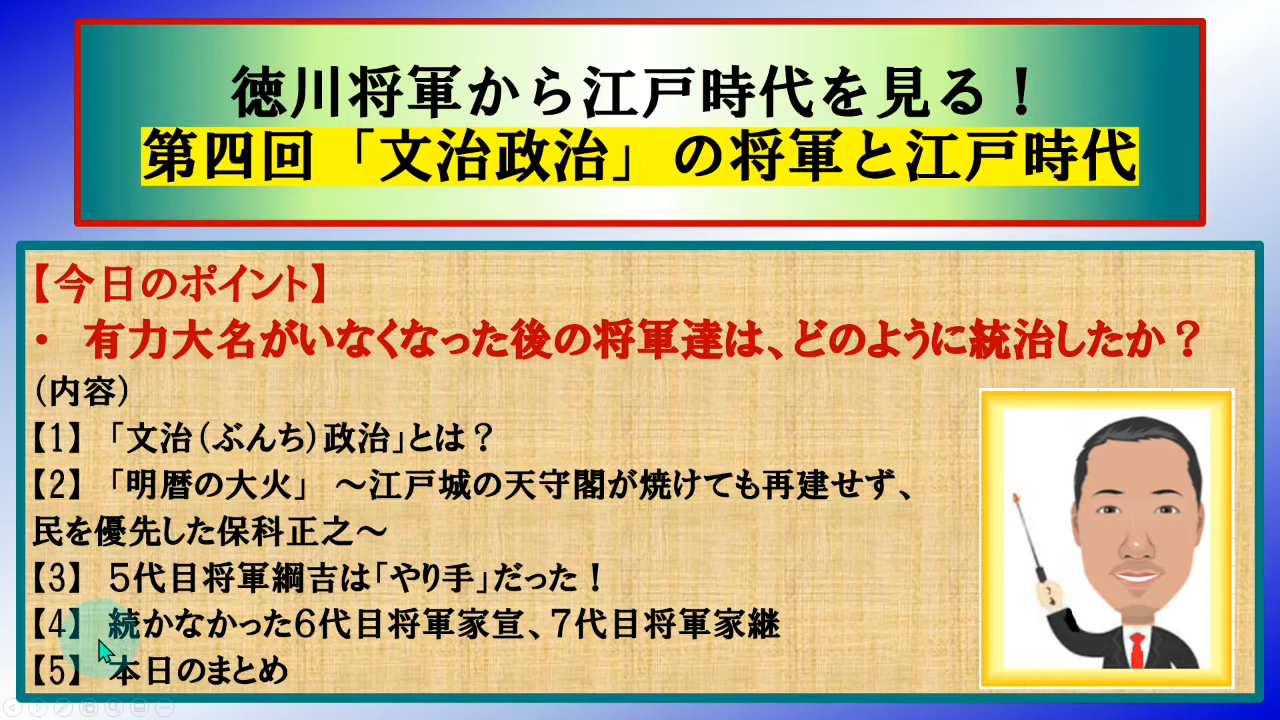 徳川将軍から江戸時代を見る！
第四回「文治政治」の将軍と江戸時代
【今日のポイント】
• 有力大名がいなくなった後の将軍達は、どのように統治したか？
（内容）
【1】「文治（ぶんち）政治」とは？
【2】「明暦の大火」 ～江戸城の天守閣が焼けても再建せず、
民を優先した保科正之～
【3】 ５代目将軍綱吉は「やり手」だった！
【4】 続かなかった６代目将軍家宣、７代目将軍家継
【5】 本日のまとめ